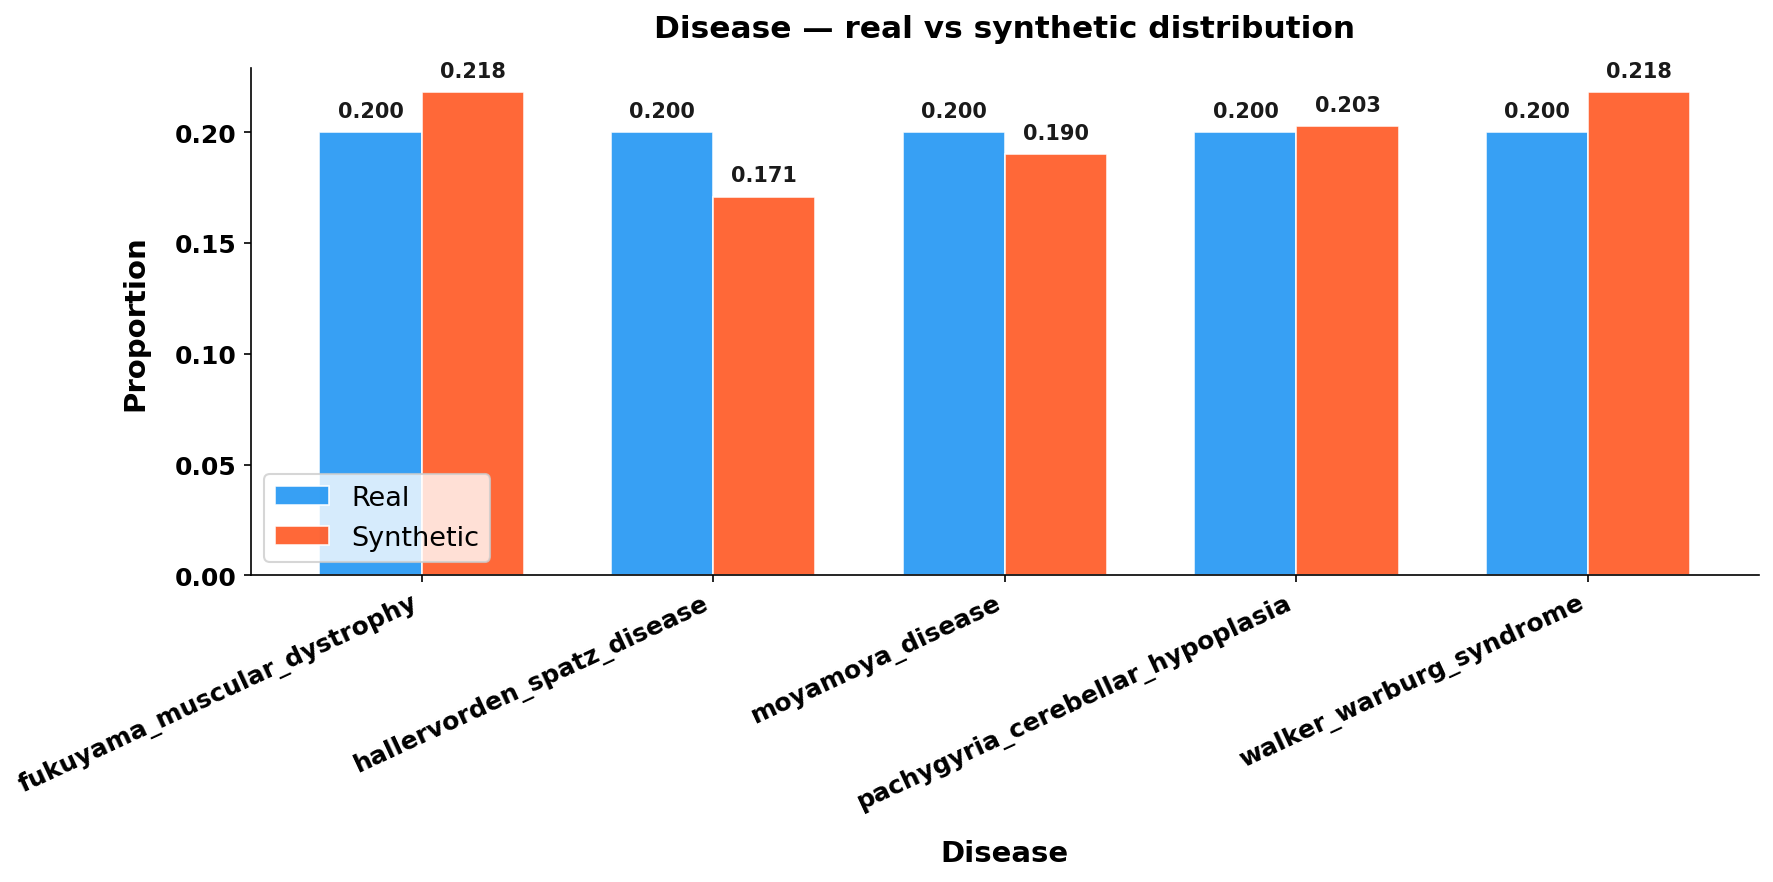 Disease — real vs synthetic distribution
Proportion
0.20
0.15
0.10
0.05
0.00
0.200
0.218
0.200
0.171
0.200
0.190
0.200
0.203
0.200
0.218
Real
Synthetic
fukuyama_muscular_dystrophy
hallervorden_spatz_disease
moyamoya_disease
pachygyria_cerebellar_hypoplasia
walker_warburg_syndrome
Disease